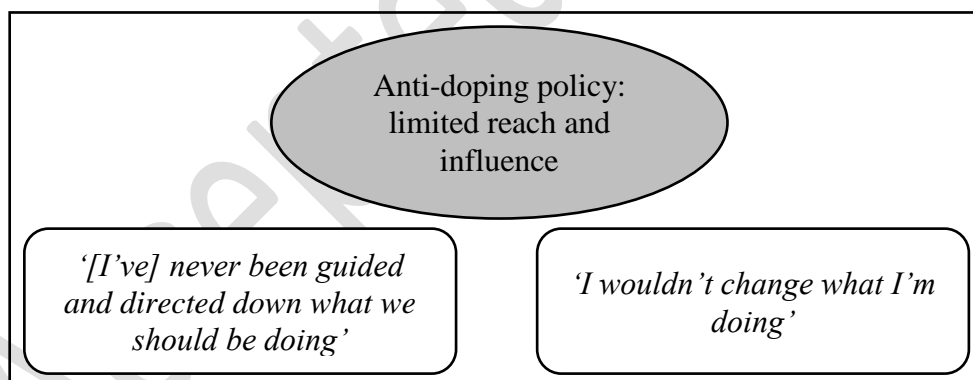 Anti-doping policy:
limited reach and
influence
‘[I’ve] never been guided
and directed down what we
should be doing’
‘I wouldn’t change what I’m
doing’